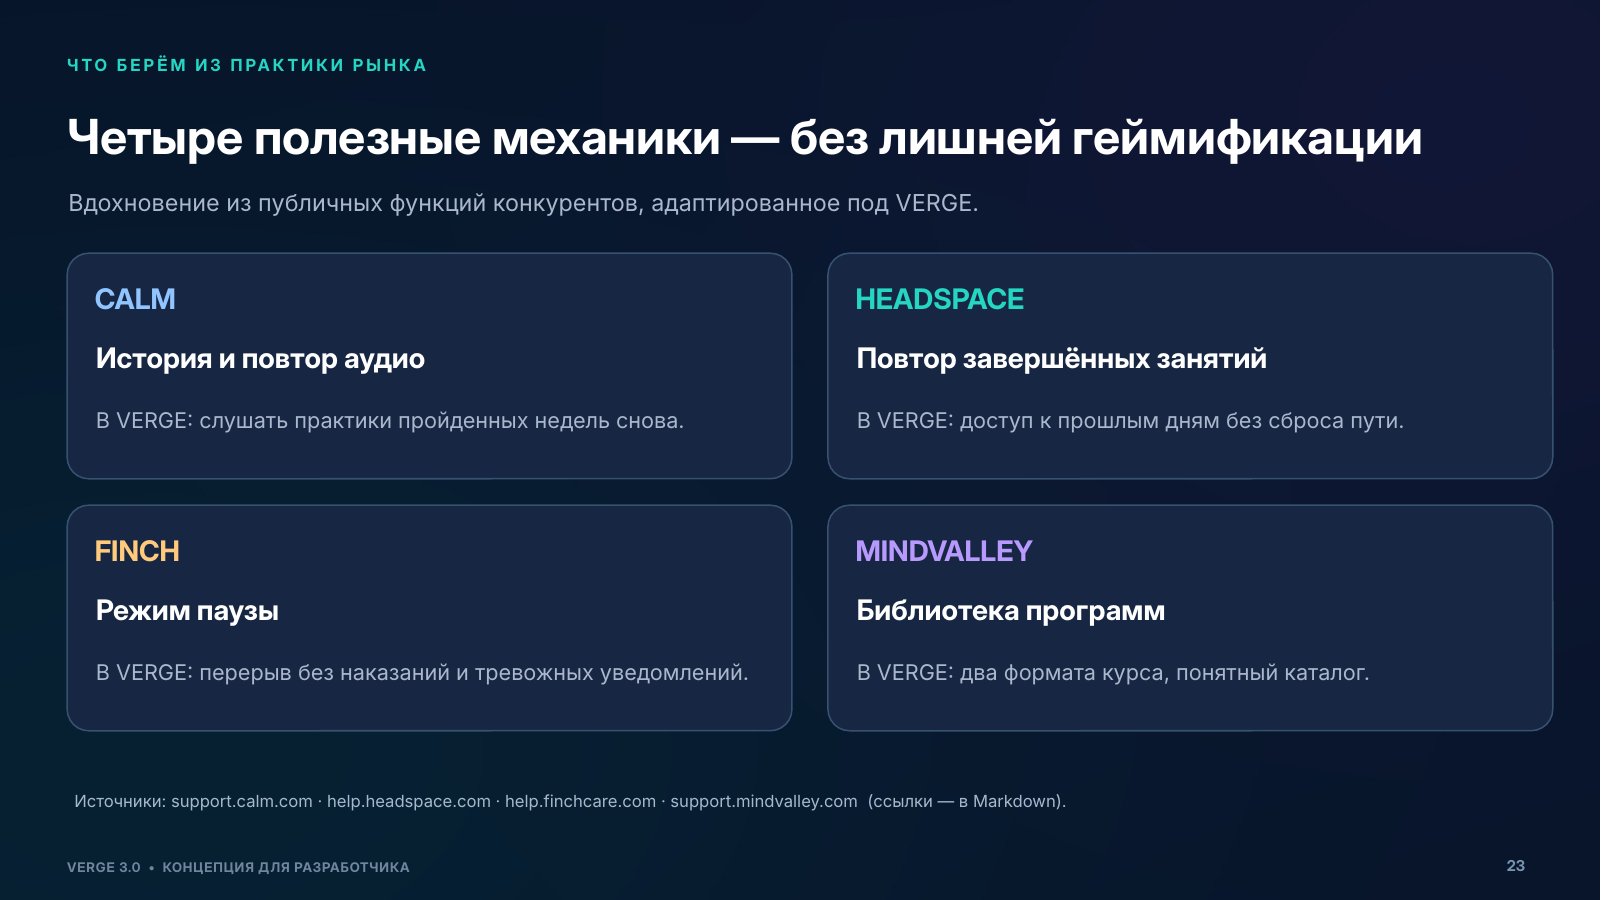 ЧТО БЕРЁМ ИЗ ПРАКТИКИ РЫНКА
Четыре полезные механики — без лишней геймификации
Вдохновение из публичных функций конкурентов, адаптированное под VERGE.
CALM
История и повтор аудио
В VERGE: слушать практики пройденных недель снова.
HEADSPACE
Повтор завершённых занятий
В VERGE: доступ к прошлым дням без сброса пути.
FINCH
Режим паузы
В VERGE: перерыв без наказаний и тревожных уведомлений.
MINDVALLEY
Библиотека программ
В VERGE: два формата курса, понятный каталог.
Источники: support.calm.com · help.headspace.com · help.finchcare.com · support.mindvalley.com (ссылки — в Markdown).
VERGE 3.0 • КОНЦЕПЦИЯ ДЛЯ РАЗРАБОТЧИКА
23